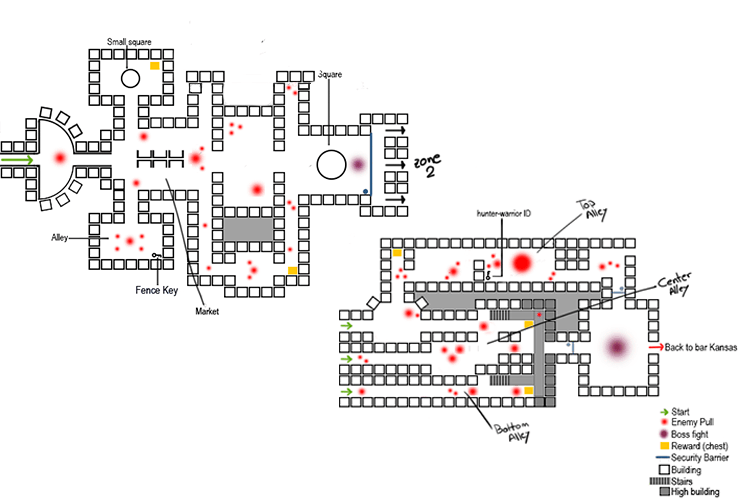 Small square
Square
zone
2
Alley
Fence Key
Market
hunter-warrior ID
Top
Alley
Center
Alley
Back to bar Kansas
Bottom
Alley
Start
Enemy Pull
Boss fight
Reward (chest)
Security Barrier
Building
Stairs
High building